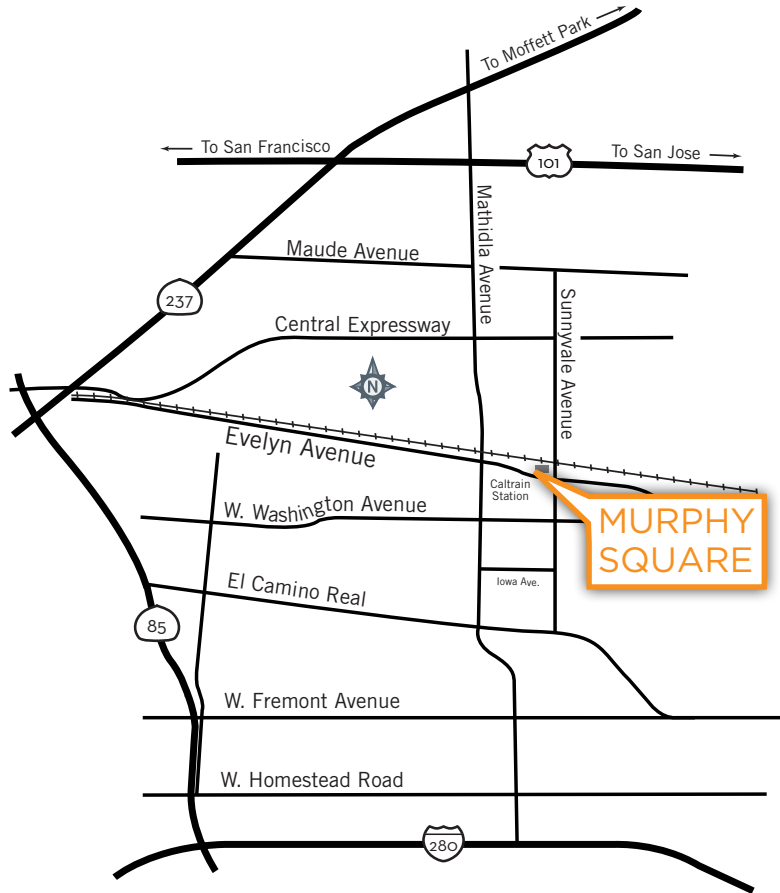 To Moffett Park
To San Francisco
101
To San Jose
Mathidla Avenue
Maude Avenue
237
Sunnyvale Avenue
Central Expressway
N
Evelyn Avenue
Caltrain
Station
W. Washington Avenue
MURPHY
SQUARE
Iowa Ave.
El Camino Real
85
W. Fremont Avenue
W. Homestead Road
280